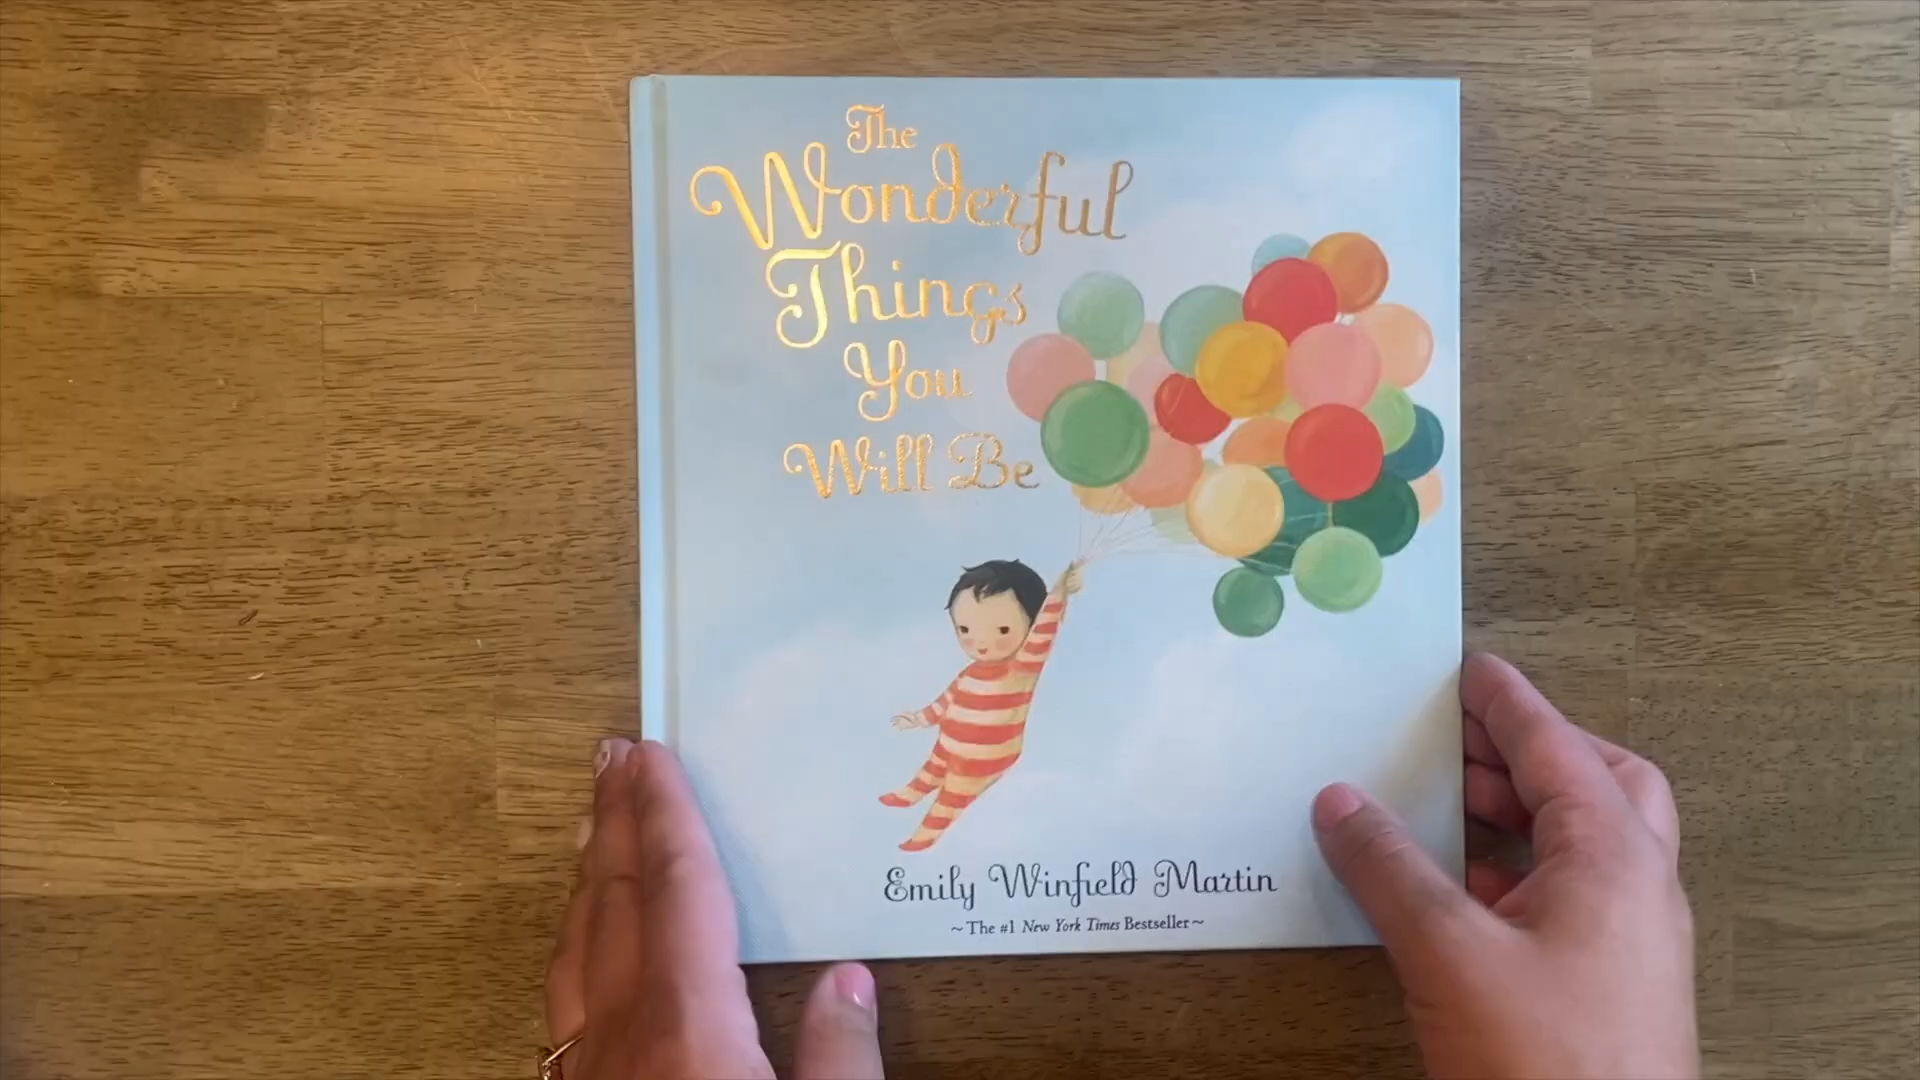 The
Wonderful
Things
You
Will Be
Emily Winfield Martin
~ The #1 New York Times Bestseller ~